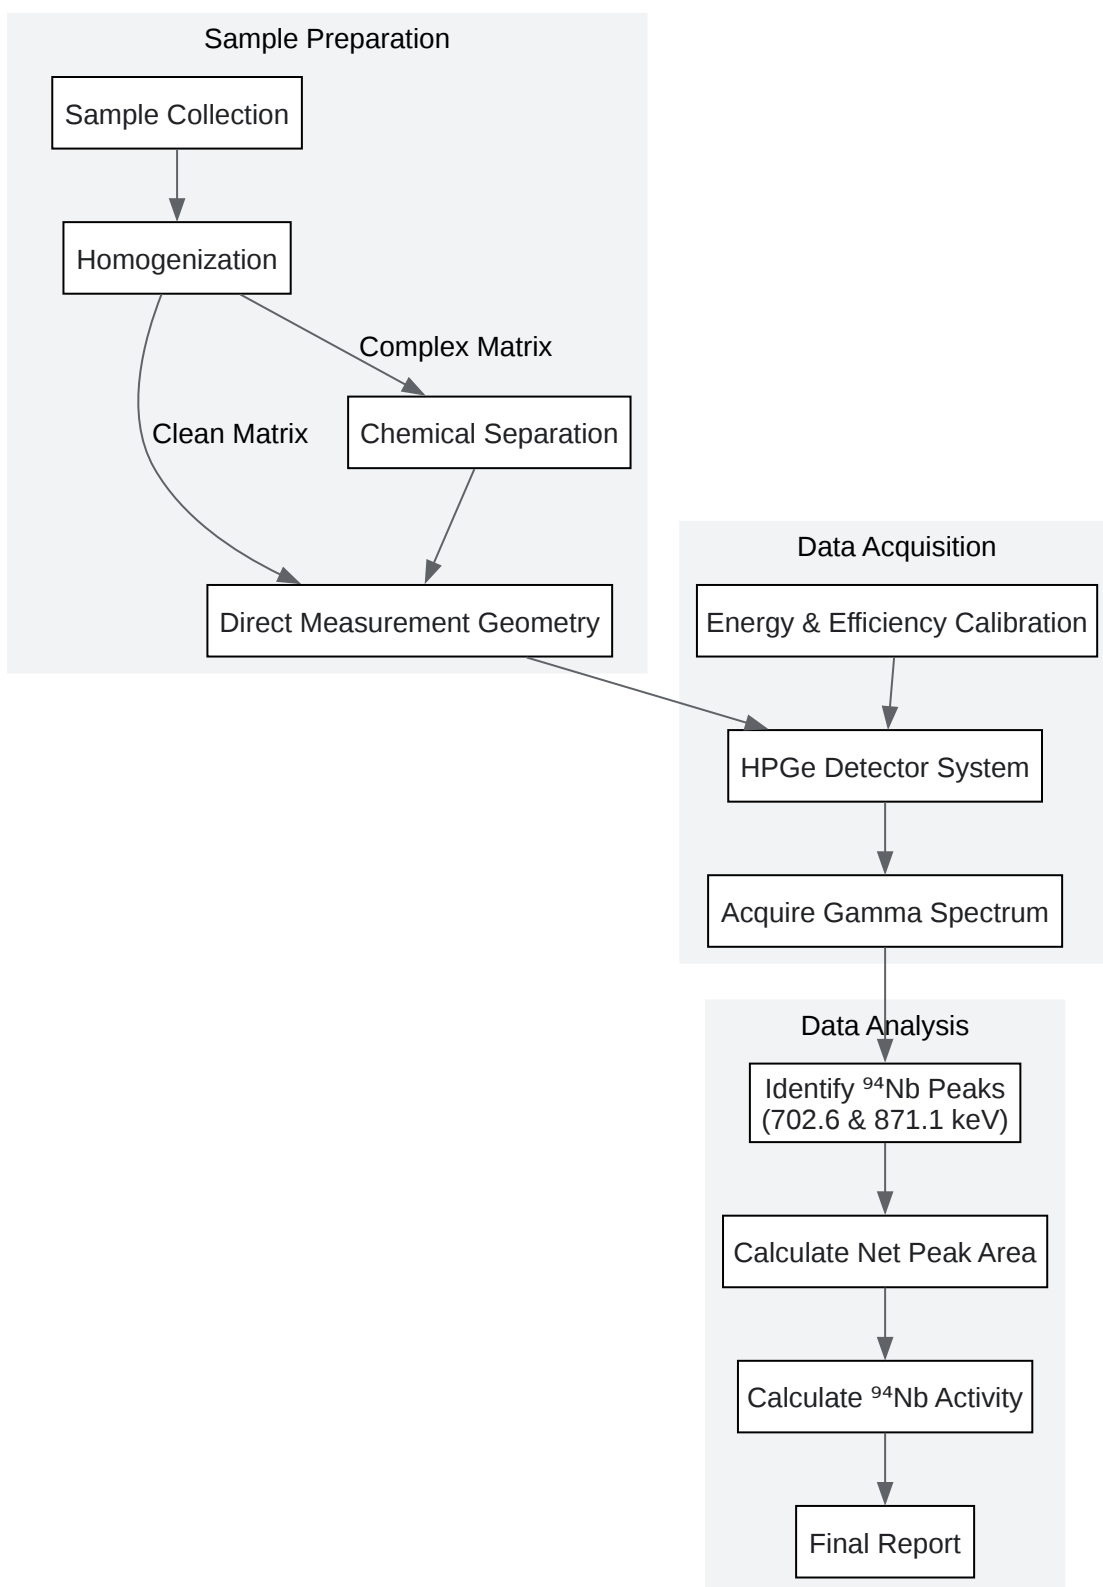 Sample Preparation
Sample Collection
Homogenization
Complex Matrix
Clean Matrix
Chemical Separation
Direct Measurement Geometry
Data Acquisition
Energy & Efficiency Calibration
HPGe Detector System
Acquire Gamma Spectrum
Data Analysis
Identify ⁹⁴Nb Peaks
(702.6 & 871.1 keV)
Calculate Net Peak Area
Calculate ⁹⁴Nb Activity
Final Report